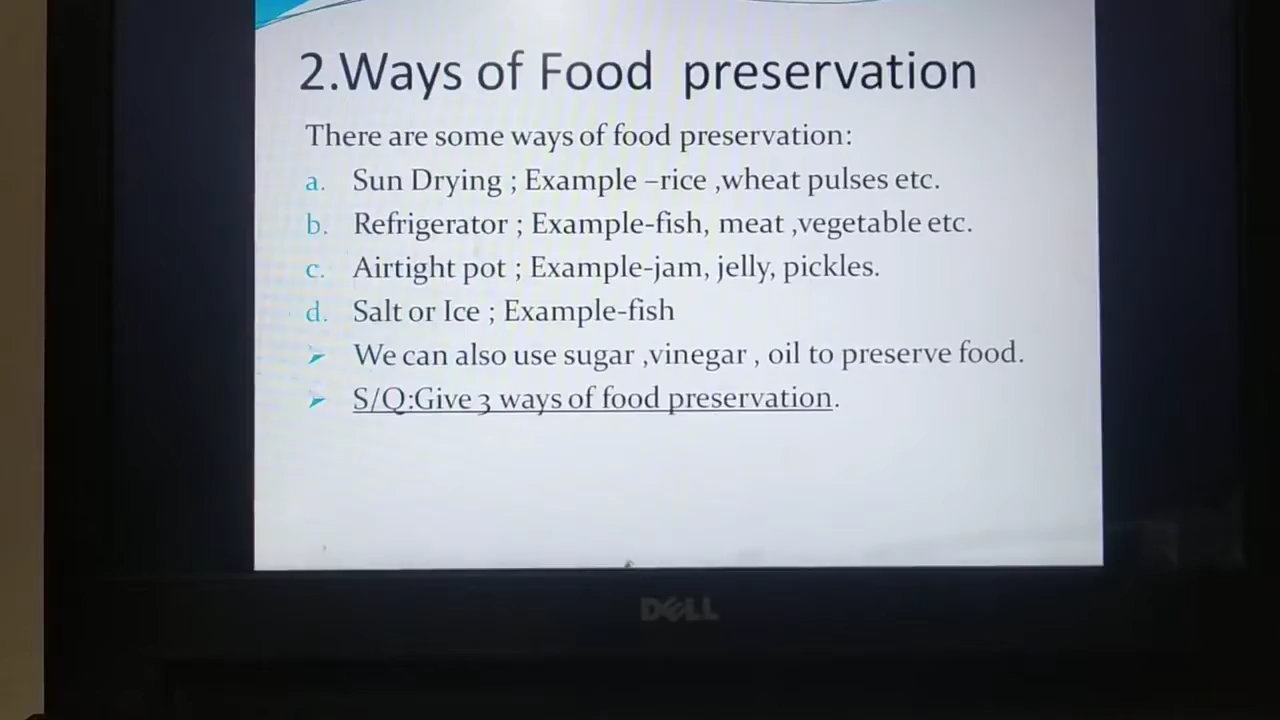 2.Ways of Food preservation
There are some ways of food preservation:
a. Sun Drying ; Example –rice ,wheat pulses etc.
b. Refrigerator ; Example-fish, meat ,vegetable etc.
c. Airtight pot ; Example-jam, jelly, pickles.
d. Salt or Ice ; Example-fish
➢ We can also use sugar ,vinegar , oil to preserve food.
➢ S/Q:Give 3 ways of food preservation.
DELL